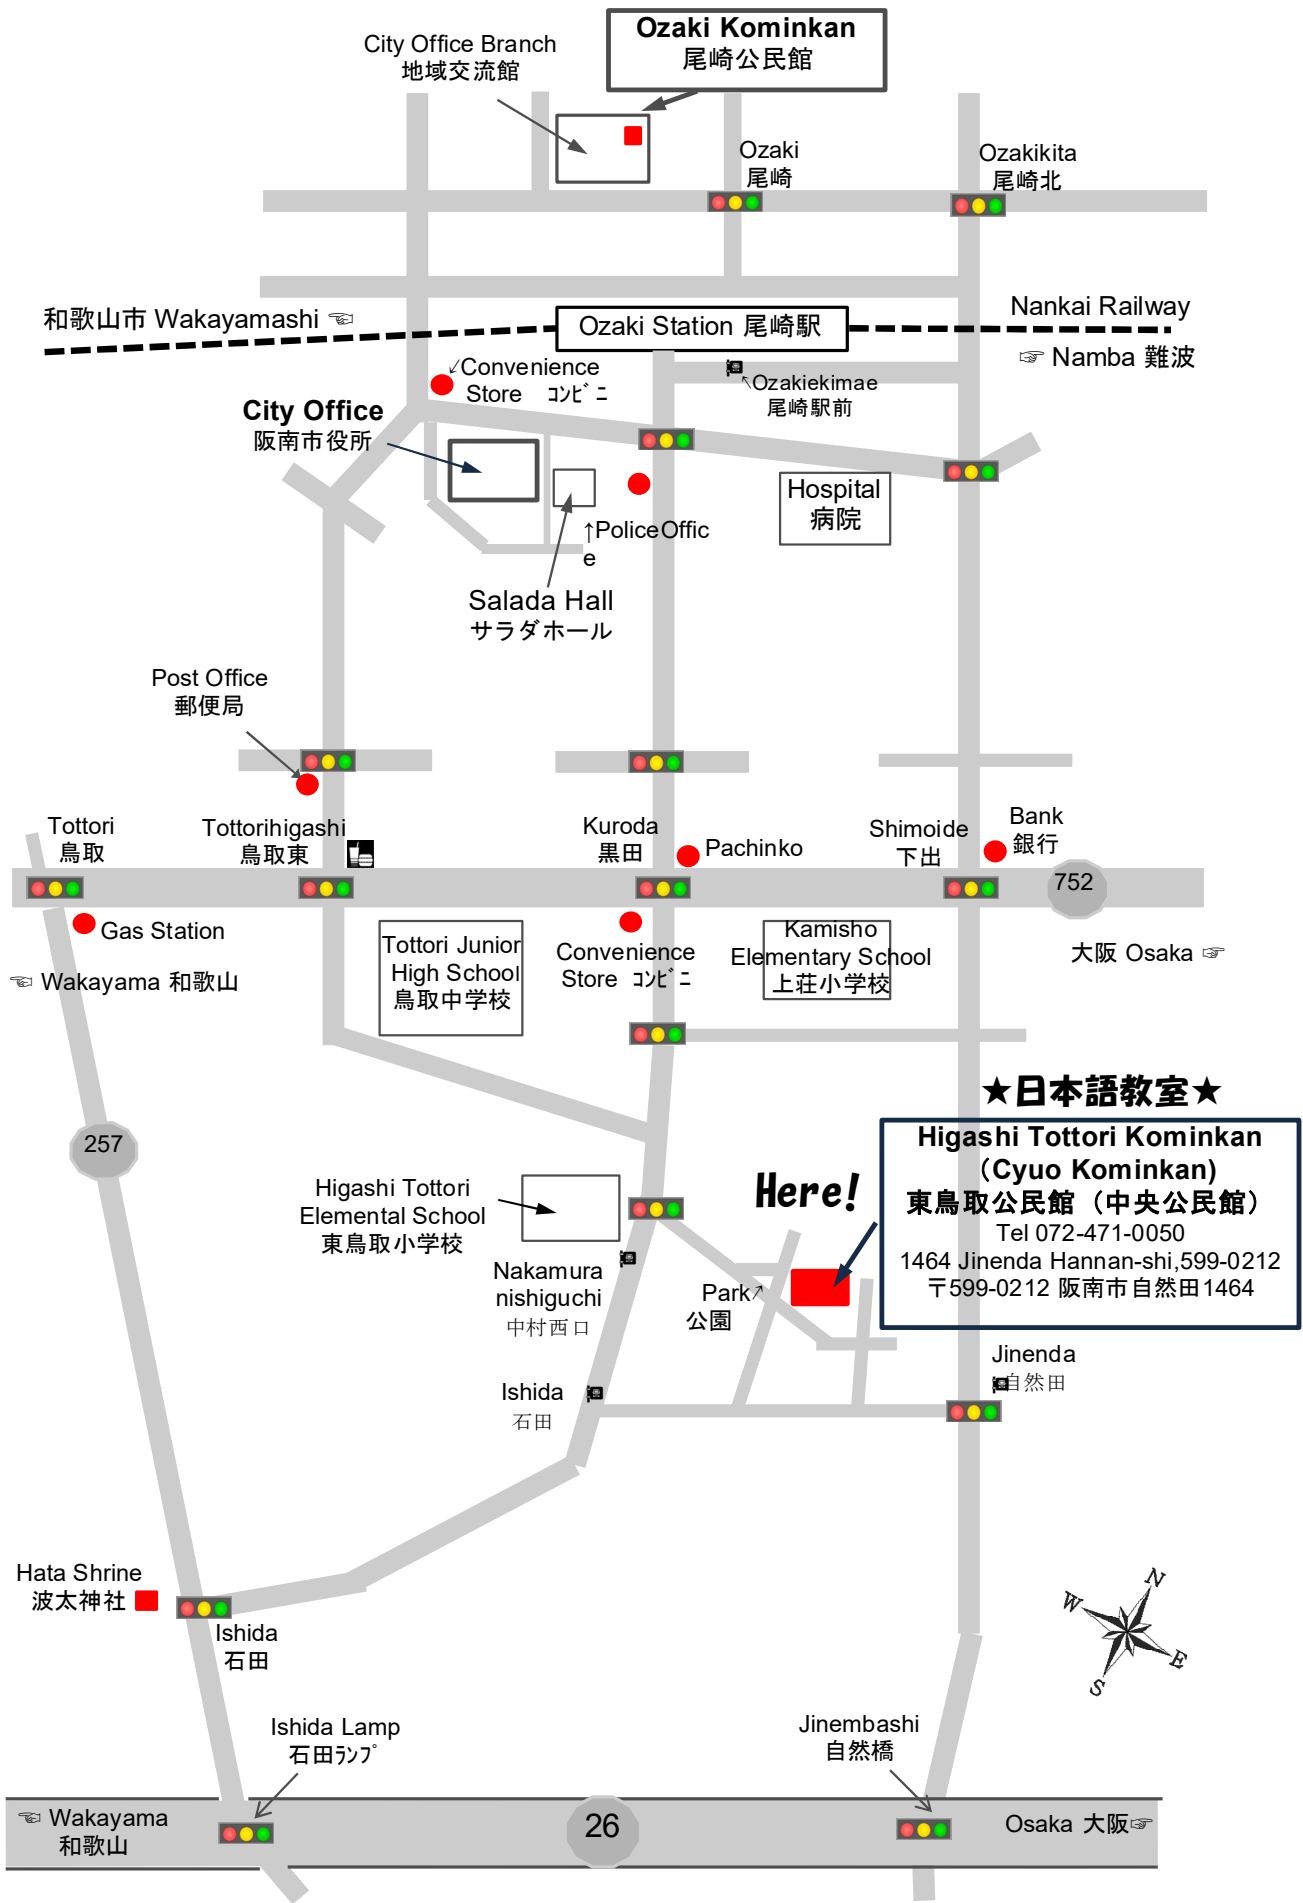 Ozaki Kominkan
尾崎公民館
City Office Branch
地域交流館
Ozaki
尾崎
Ozakikita
尾崎北
和歌山市 Wakayamashi ☜
Ozaki Station 尾崎駅
Nankai Railway
☞ Namba 難波
↙Convenience
Store コンビニ
↖Ozakiekimae
尾崎駅前
City Office
阪南市役所
Hospital
病院
↑PoliceOffic
e
Salada Hall
サラダホール
Post Office
郵便局
Tottori
鳥取
Tottorihigashi
鳥取東
Kuroda
黒田
Pachinko
Shimoide
下出
Bank
銀行
752
Gas Station
☜ Wakayama 和歌山
Tottori Junior
High School
鳥取中学校
Convenience
Store コンビニ
Kamisho
Elementary School
上荘小学校
大阪 Osaka ☞
★日本語教室★
Higashi Tottori Kominkan
（Cyuo Kominkan)
東鳥取公民館（中央公民館）
Tel 072-471-0050
1464 Jinenda Hannan-shi,599-0212
〒599-0212 阪南市自然田1464
257
Here!
Higashi Tottori
Elemental School
東鳥取小学校
Nakamura
nishiguchi
中村西口
Park↗
公園
Ishida
石田
Jinenda
自然田
Hata Shrine
波太神社
Ishida
石田
N
W
E
S
Ishida Lamp
石田ランプ
Jinembashi
自然橋
☜ Wakayama
和歌山
26
Osaka 大阪☞